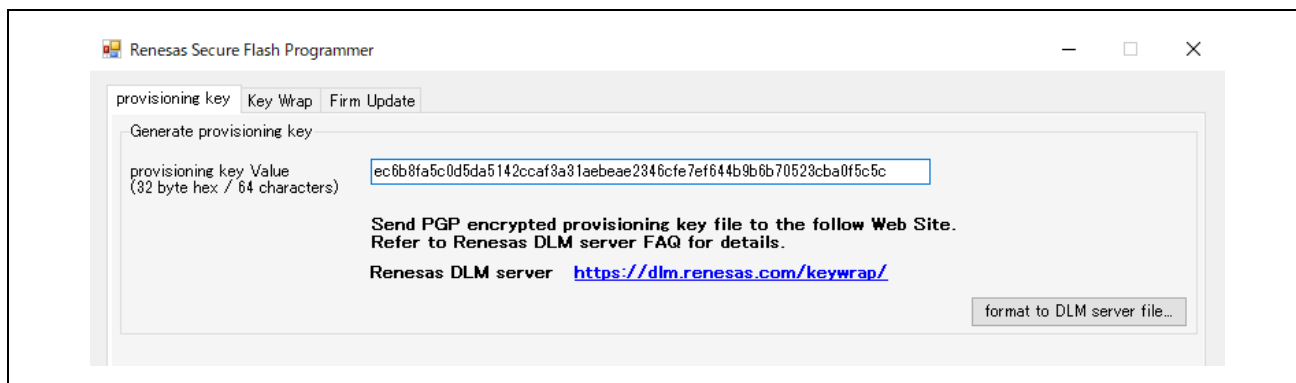 Renesas Secure Flash Programmer
provisioning key Key Wrap Firm Update
Generate provisioning key
provisioning key Value
(32 byte hex / 64 characters)
ec6b8fa5c0d5da5142ccaf3a31aebeae2346cfe7ef644b9b6b70523cba0f5c5c
Send PGP encrypted provisioning key file to the follow Web Site.
Refer to Renesas DLM server FAQ for details.
Renesas DLM server https://dlm.renesas.com/keywrap/
format to DLM server file...